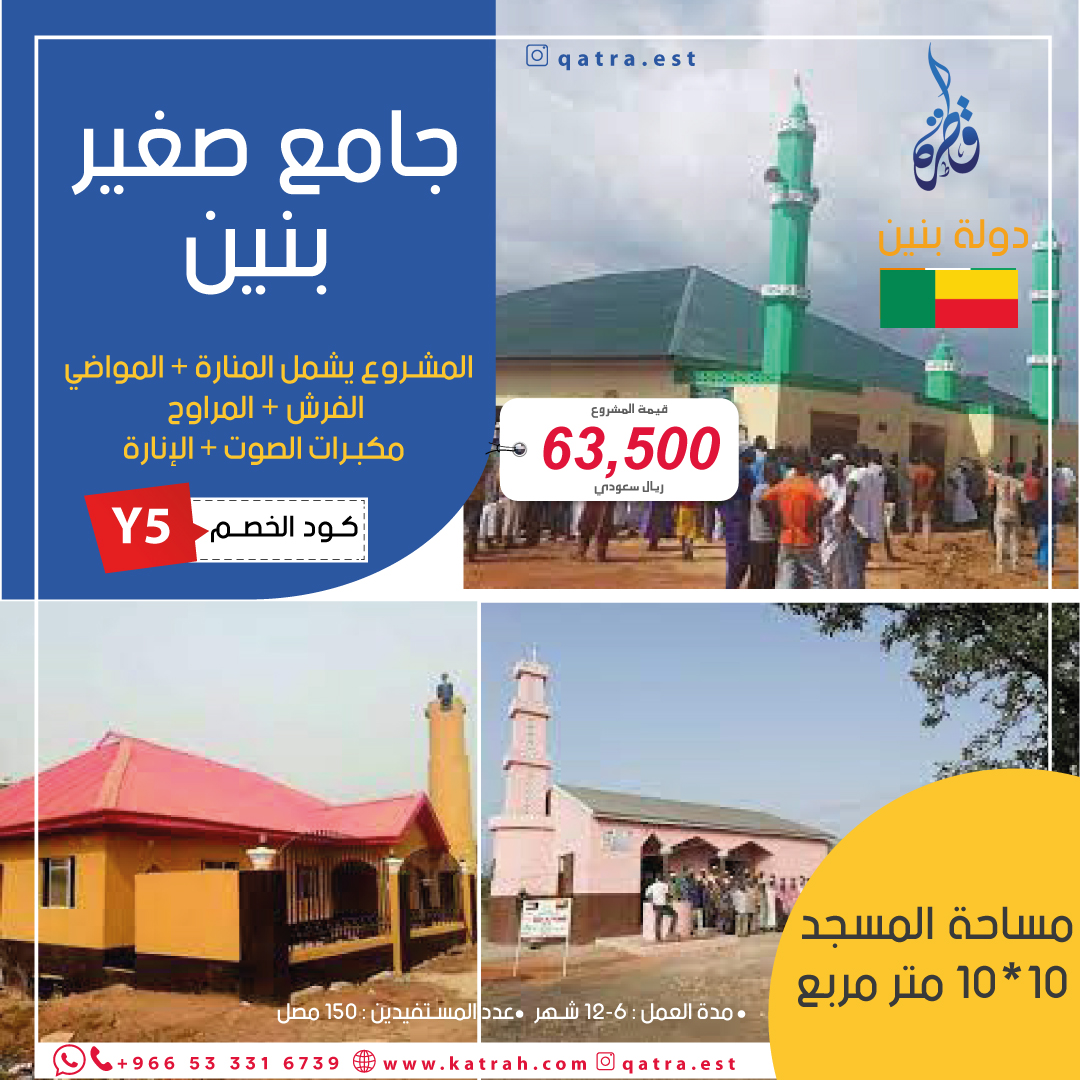 qatra.est
قطرة
دولة بنين
جامع صغير
بنين
المشروع يشمل المنارة + المواضي
الفرش + المراوح
مكبرات الصوت + الإنارة
كود الخصم
Y5
قيمة المشروع
63,500
ريال سعودي
مساحة المسجد
10*10 متر مربع
• مدة العمل : 6-12 شهر •عدد المستفيدين : 150 مصل
+966 53 331 6739 www.katrah.com qatra.est